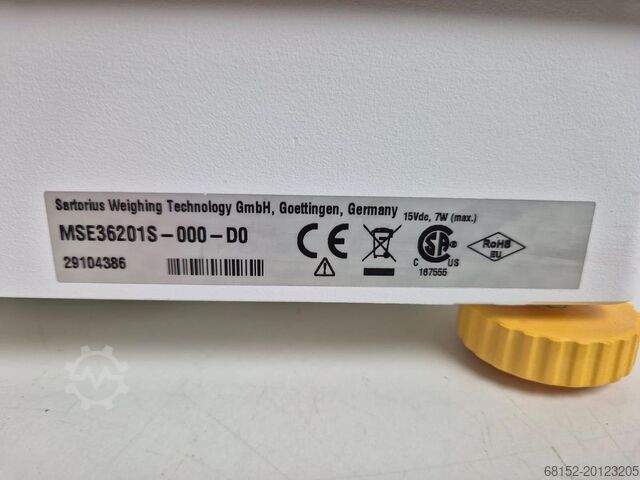 Sartorius Weighing Technology GmbH, Goettingen, Germany 15Vdc, 7W (max.)
MSE36201S-000-D0
29104386
CE
SA ®
C US
167555
RoHS
EU
68152-20123205